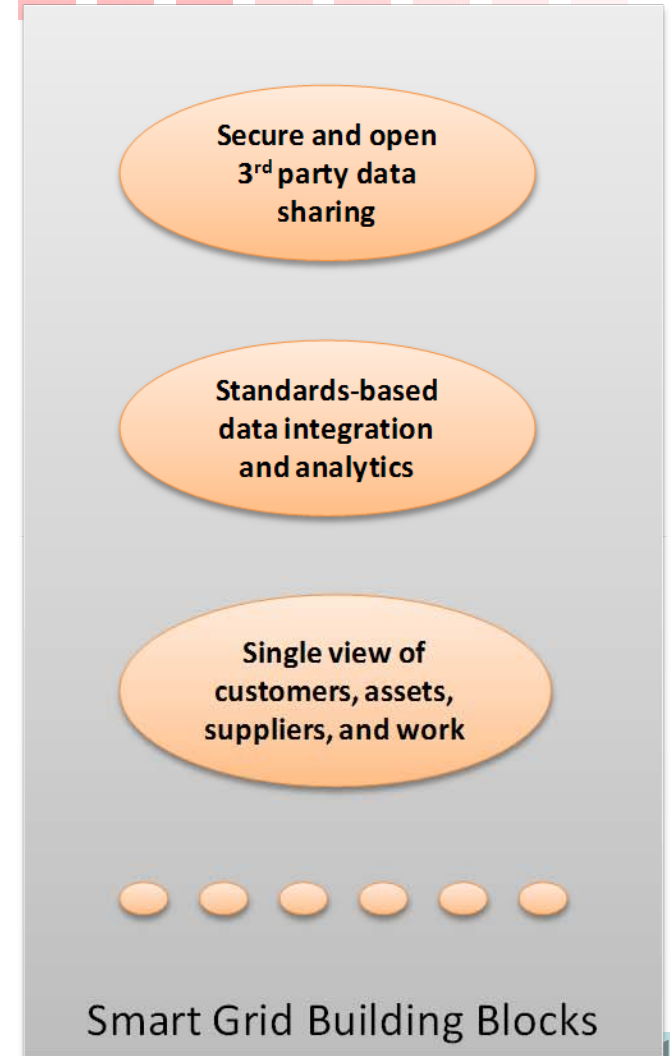 Secure and open
3rd party data
sharing
Standards-based
data integration
and analytics
Single view of
customers, assets,
suppliers, and work
Smart Grid Building Blocks